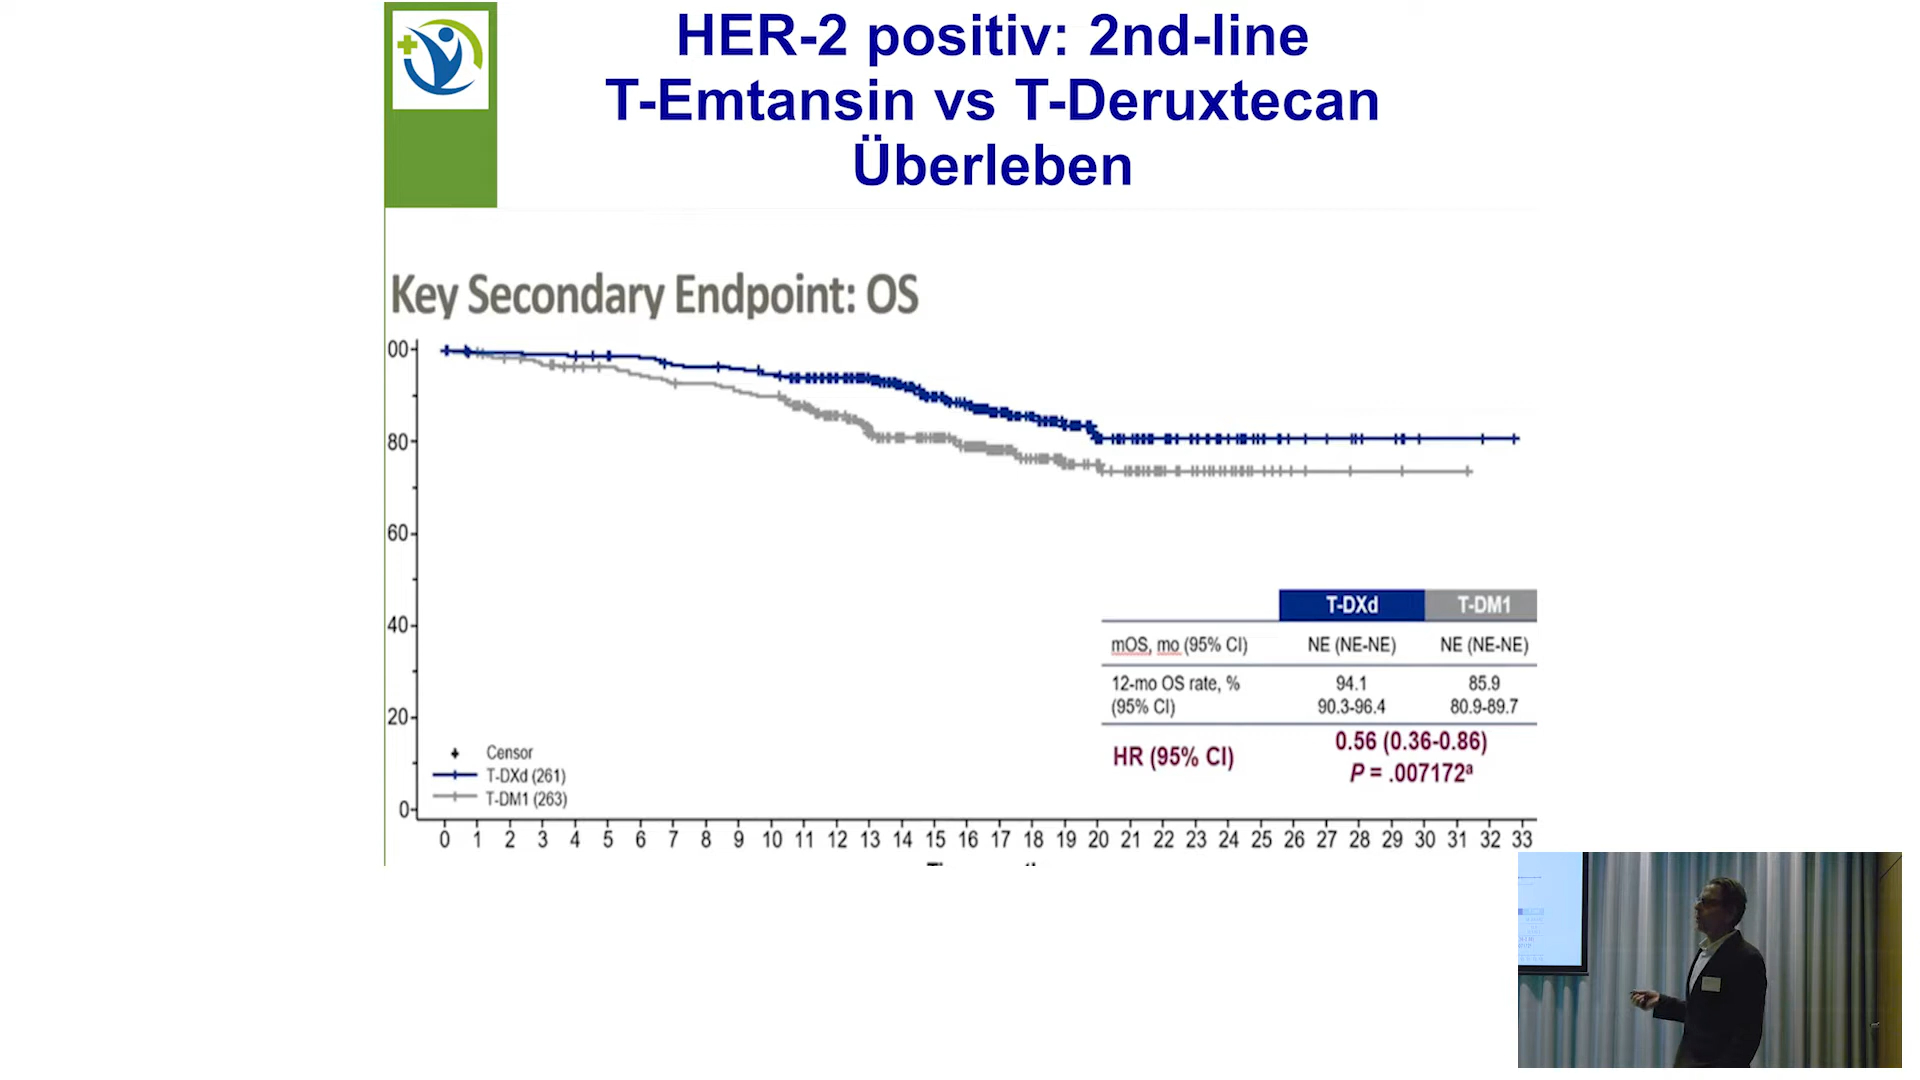 HER-2 positiv: 2nd-line
T-Emtansin vs T-Deruxtecan
Überleben
Key Secondary Endpoint: OS
00
80
60
40
20
0
T-DXd T-DM1
mOS, mo (95% CI) NE (NE-NE) NE (NE-NE)
12-mo OS rate, % 94.1 85.9
(95% CI) 90.3-96.4 80.9-89.7
HR (95% CI) 0.56 (0.36-0.86)
P = .007172ª
Censor
T-DXd (261)
T-DM1 (263)
0 1 2 3 4 5 6 7 8 9 10 11 12 13 14 15 16 17 18 19 20 21 22 23 24 25 26 27 28 29 30 31 32 33